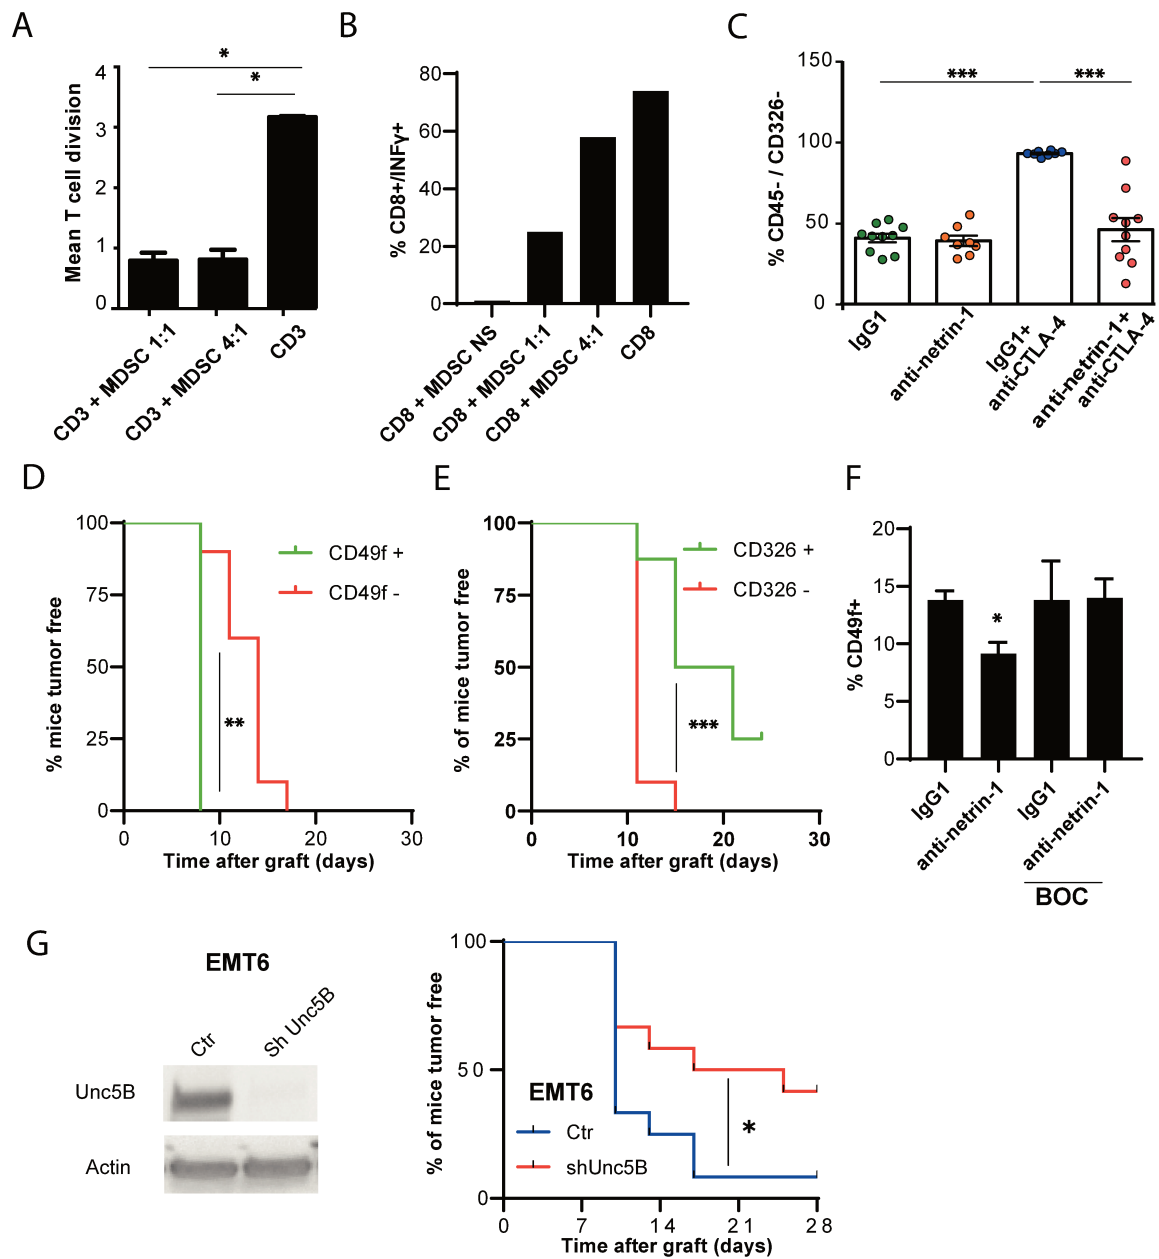 A
Mean T cell division
4
3
2
1
0
*
*
CD3 + MDSC 1:1
CD3 + MDSC 4:1
CD3
B
% CD8+/INFγ+
80
60
40
20
0
CD8 + MDSC NS
CD8 + MDSC 1:1
CD8 + MDSC 4:1
CD8
C
% CD45- / CD326-
150
100
50
0
***
***
IgG1
anti-netrin-1
IgG1+
anti-CTLA-4
anti-netrin-1+
anti-CTLA-4
D
% mice tumor free
100
75
50
25
0
CD49f +
CD49f -
**
0
10
20
30
Time after graft (days)
E
% of mice tumor free
100
75
50
25
0
CD326 +
CD326 -
***
0
10
20
30
Time after graft (days)
F
% CD49f+
20
15
10
5
0
*
IgG1
anti-netrin-1
IgG1
anti-netrin-1
BOC
G
EMT6
Ctr
Sh Unc5B
Unc5B
Actin
% of mice tumor free
100
50
0
EMT6
Ctr
shUnc5B
*
0
7
14
21
28
Time after graft (days)